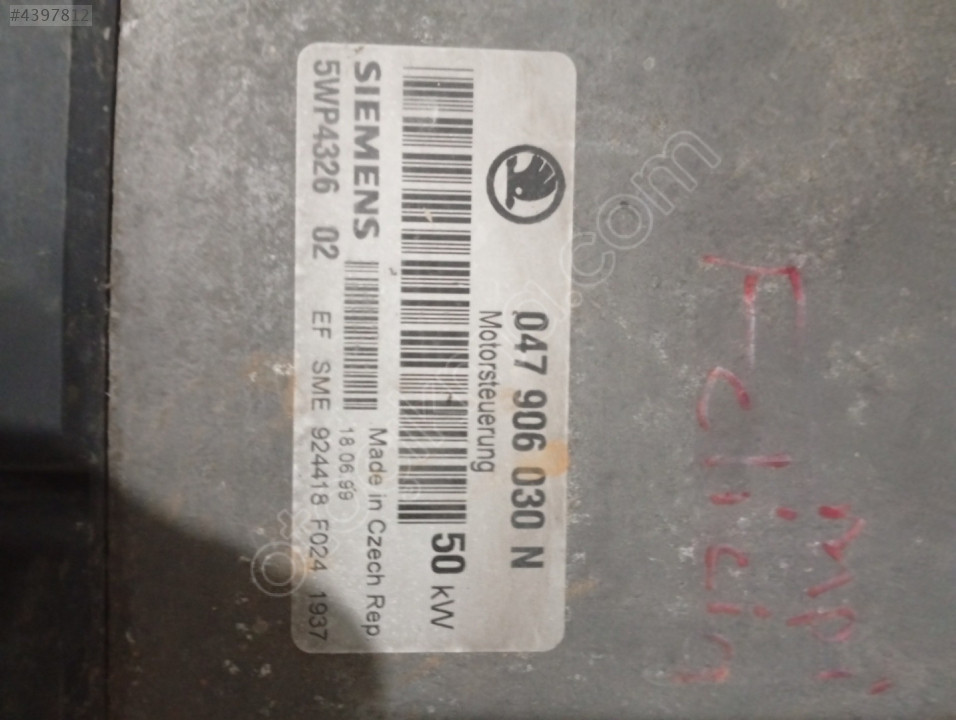 #4397812
047 906 030 N
Motorsteuerung
50 kW
SIEMENS
Made in Czech Rep
18.06.99
5WP4326 02
EF SME 924418 F024 1937
mpi